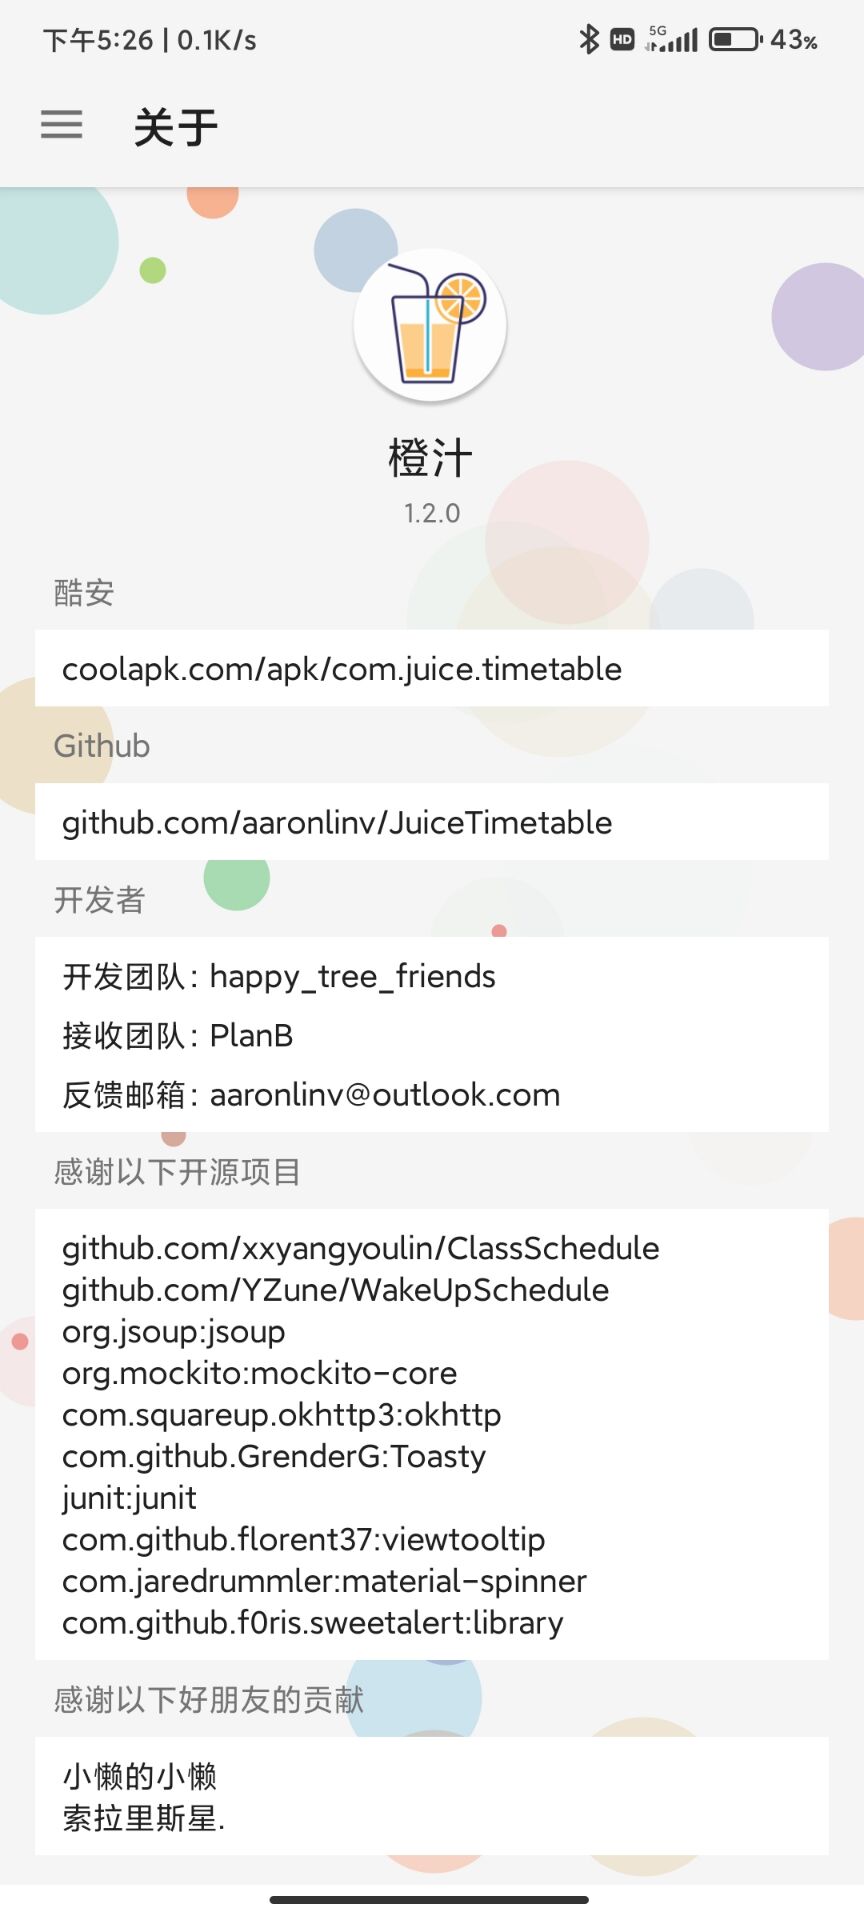 下午5:26 | 0.1K/s HD 5G 43%
关于
橙汁
1.2.0
酷安
coolapk.com/apk/com.juice.timetable
Github
github.com/aaronlinv/JuiceTimetable
开发者
开发团队: happy_tree_friends
接收团队: PlanB
反馈邮箱: aaronlinv@outlook.com
感谢以下开源项目
github.com/xxyangyoulin/ClassSchedule
github.com/YZune/WakeUpSchedule
org.jsoup:jsoup
org.mockito:mockito-core
com.squareup.okhttp3:okhttp
com.github.GrenderG:Toasty
junit:junit
com.github.florent37:viewtooltip
com.jaredrummler:material-spinner
com.github.f0ris.sweetalert:library
感谢以下好朋友的贡献
小懒的小懒
索拉里斯星.